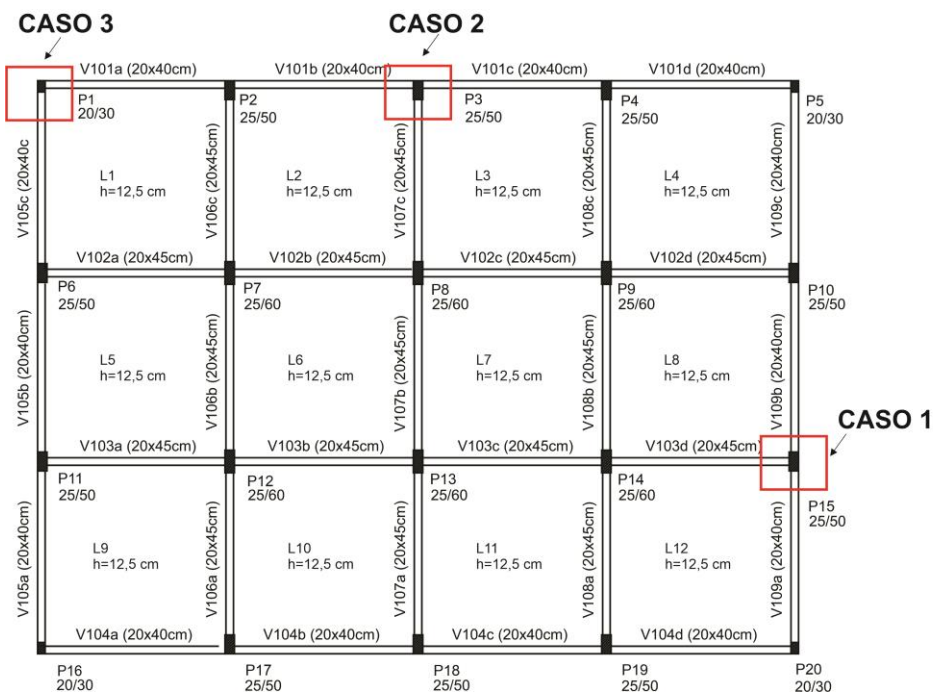 CASO 3
CASO 2
V101a (20x40cm)
V101b (20x40cm)
V101c (20x40cm)
V101d (20x40cm)
P1
20/30
P2
25/50
P3
25/50
P4
25/50
P5
20/30
V105c (20x40c
V106c (20x45cm)
V107c (20x45cm)
V108c (20x45cm)
V109c (20x40cm)
L1
h=12,5 cm
L2
h=12,5 cm
L3
h=12,5 cm
L4
h=12,5 cm
V102a (20x45cm)
V102b (20x45cm)
V102c (20x45cm)
V102d (20x45cm)
P6
25/50
P7
25/60
P8
25/60
P9
25/60
P10
25/50
V105b (20x40cm)
V106b (20x45cm)
V107b (20x45cm)
V108b (20x45cm)
V109b (20x40cm)
L5
h=12,5 cm
L6
h=12,5 cm
L7
h=12,5 cm
L8
h=12,5 cm
CASO 1
V103a (20x45cm)
V103b (20x45cm)
V103c (20x45cm)
V103d (20x45cm)
P11
25/50
P12
25/60
P13
25/60
P14
25/60
P15
25/50
V105a (20x40cm)
V106a (20x45cm)
V107a (20x45cm)
V108a (20x45cm)
V109a (20x40cm)
L9
h=12,5 cm
L10
h=12,5 cm
L11
h=12,5 cm
L12
h=12,5 cm
V104a (20x40cm)
V104b (20x40cm)
V104c (20x40cm)
V104d (20x40cm)
P16
20/30
P17
25/50
P18
25/50
P19
25/50
P20
20/30